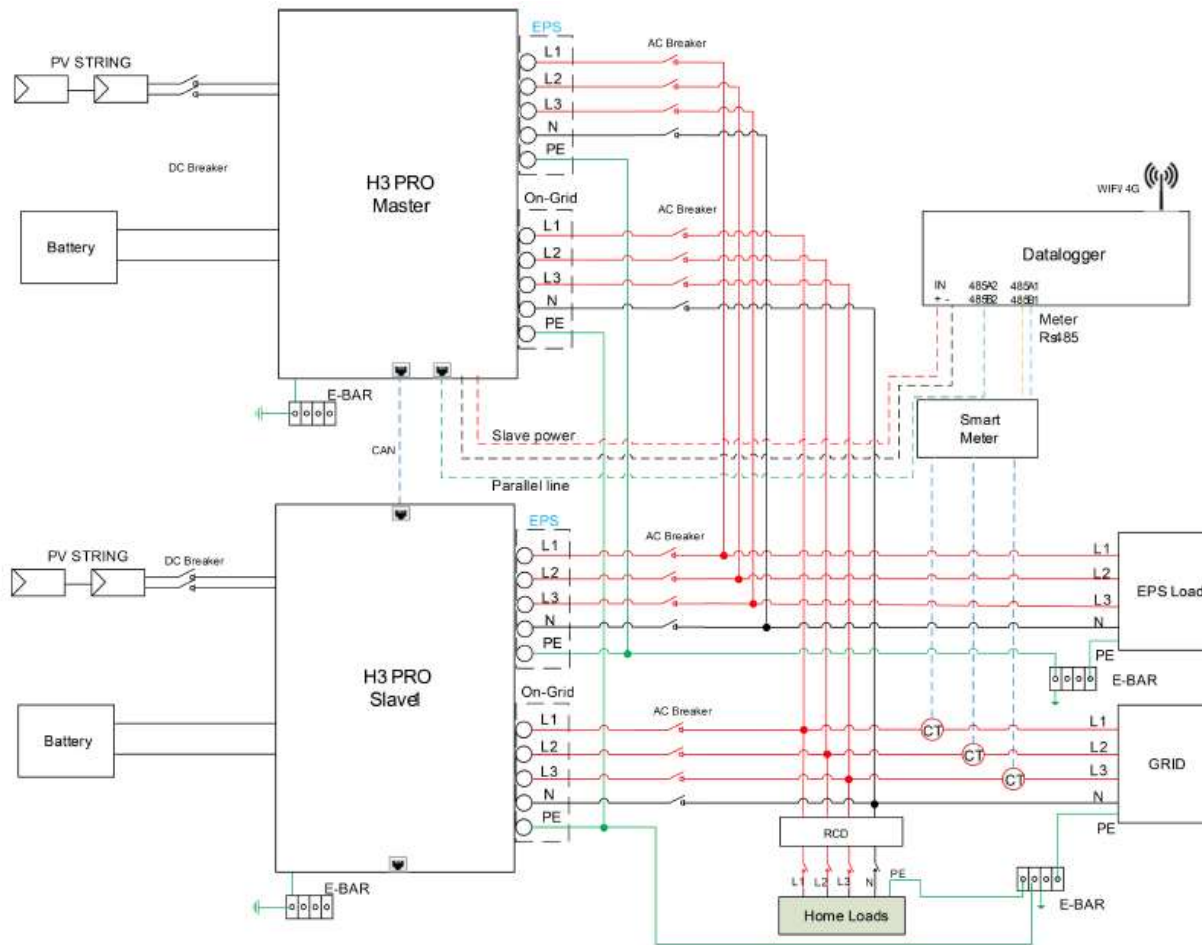 EPS
L1
AC Breaker
PV STRING
L2
L3
N
PE
DC Breaker
H3 PRO
Master
On-Grid
AC Breaker
WIFI/ 4G
Battery
L1
L2
L3
N
PE
Datalogger
IN
+ -
485A2
485B2
485A1
485B1
Meter
Rs485
E-BAR
Smart
Meter
Slave power
CAN
Parallel line
EPS
L1
AC Breaker
PV STRING
DC Breaker
L2
L3
N
PE
L1
L2
L3
N
PE
EPS Load
E-BAR
H3 PRO
Slavel
On-Grid
AC Breaker
Battery
L1
L2
L3
N
PE
CT
CT
CT
L1
L2
L3
N
PE
GRID
RCD
L1
L2
L3
N
PE
E-BAR
Home Loads
E-BAR